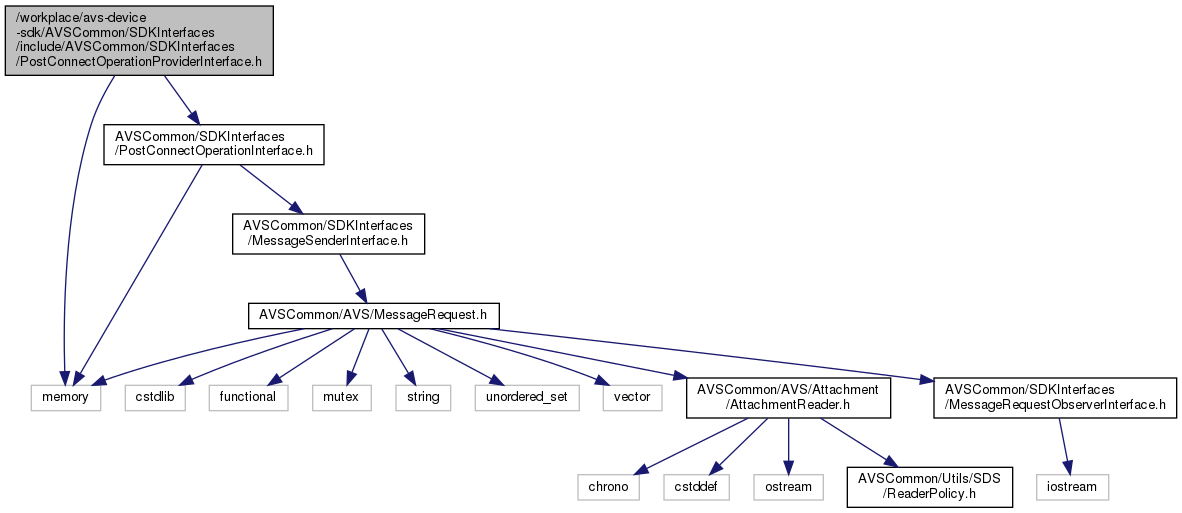 /workplace/avs-device
-sdk/AVSCommon/SDKInterfaces
/include/AVSCommon/SDKInterfaces
/PostConnectOperationProviderInterface.h
AVSCommon/SDKInterfaces
/PostConnectOperationInterface.h
AVSCommon/SDKInterfaces
/MessageSenderInterface.h
AVSCommon/AVS/MessageRequest.h
memory
cstdlib
functional
mutex
string
unordered_set
vector
AVSCommon/AVS/Attachment
/AttachmentReader.h
AVSCommon/SDKInterfaces
/MessageRequestObserverInterface.h
chrono
cstddef
ostream
AVSCommon/Utils/SDS
/ReaderPolicy.h
iostream